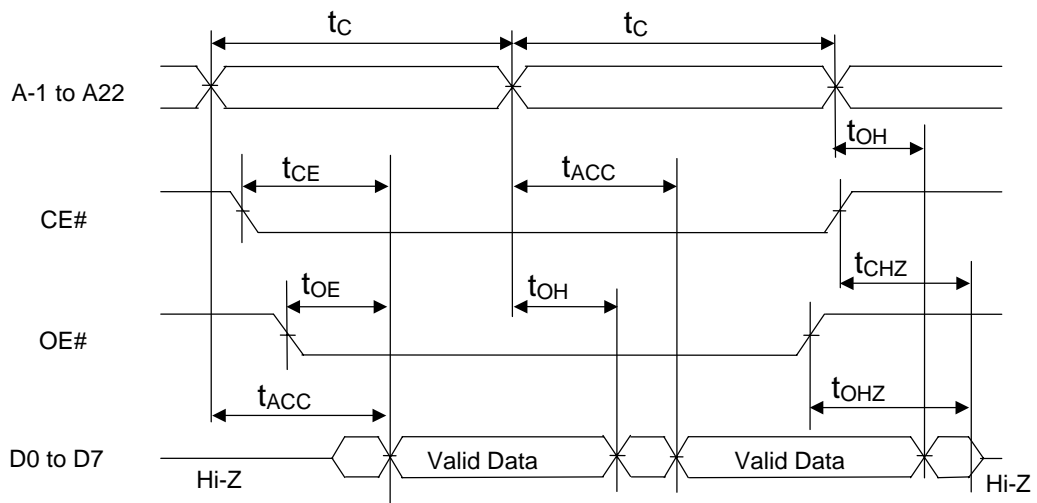 tC tC
A-1 to A22
tOH
tCE tACC
CE#
tCHZ
tOE tOH
OE#
tACC tOHZ
D0 to D7 Valid Data Valid Data
Hi-Z Hi-Z